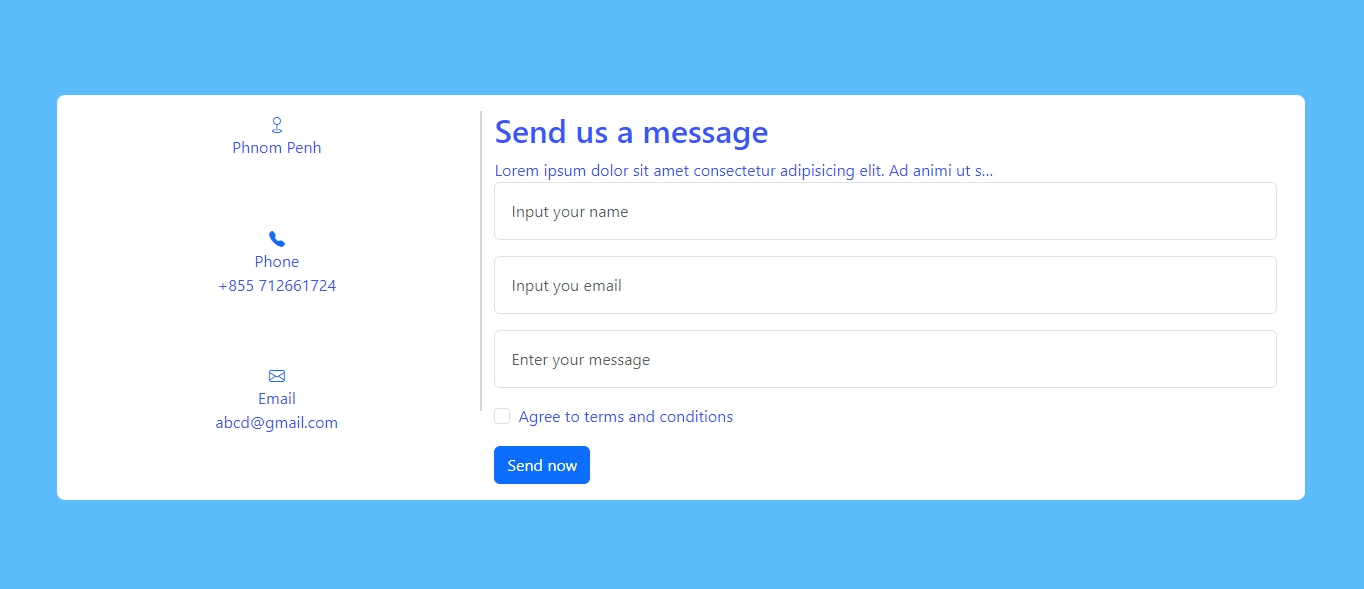 Phnom Penh
Phone
+855 712661724
Email
abcd@gmail.com
Send us a message
Lorem ipsum dolor sit amet consectetur adipisicing elit. Ad animi ut s...
Input your name
Input you email
Enter your message
Agree to terms and conditions
Send now